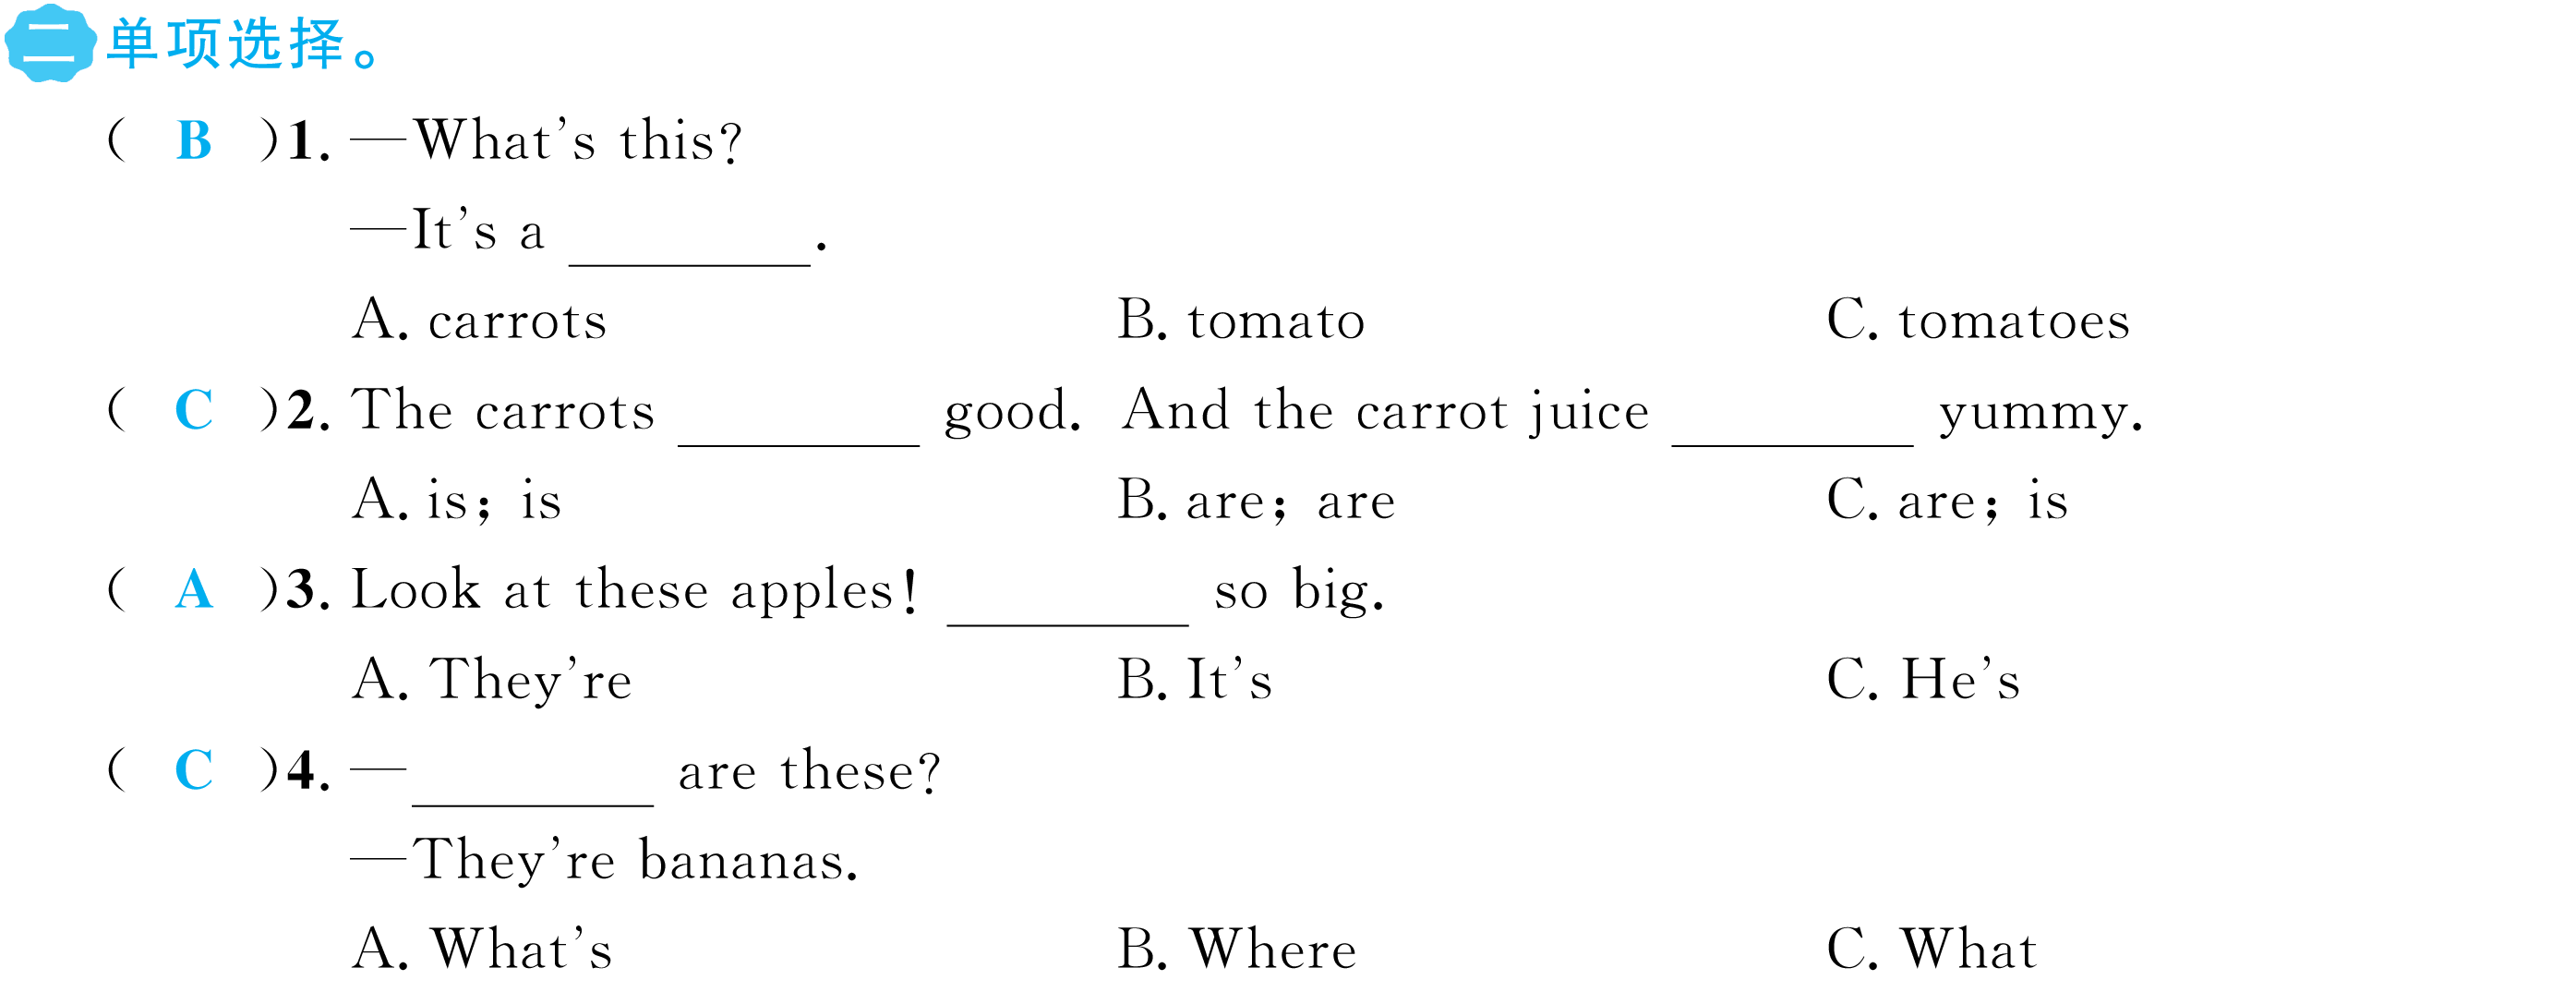 二 单项选择。
( B )1. —What's this?
—It's a ________.
A. carrots B. tomato C. tomatoes
( C )2. The carrots ________ good. And the carrot juice ________ yummy.
A. is; is B. are; are C. are; is
( A )3. Look at these apples! ________ so big.
A. They're B. It's C. He's
( C )4. —________ are these?
—They're bananas.
A. What's B. Where C. What